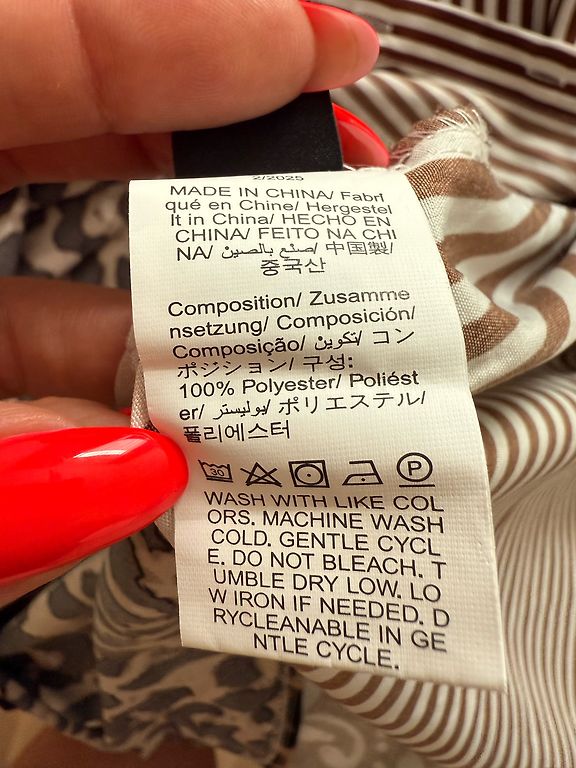 2/2025
MADE IN CHINA/ Fabri
qué en Chine/ Hergestel
lt in China/ HECHO EN
CHINA/ FEITO NA CHI
NA/ صنع بالصين/ 中国製/
중국산
Composition/ Zusamme
nsetzung/ Composición/
Composição/ تكوين/ コン
ポジション/ 구성:
100% Polyester/ Poliést
er/ بوليستر/ ポリエステル/
폴리에스터
30 P
WASH WITH LIKE COL
ORS. MACHINE WASH
COLD. GENTLE CYCL
E. DO NOT BLEACH. T
UMBLE DRY LOW. LO
W IRON IF NEEDED. D
RYCLEANABLE IN GE
NTLE CYCLE.